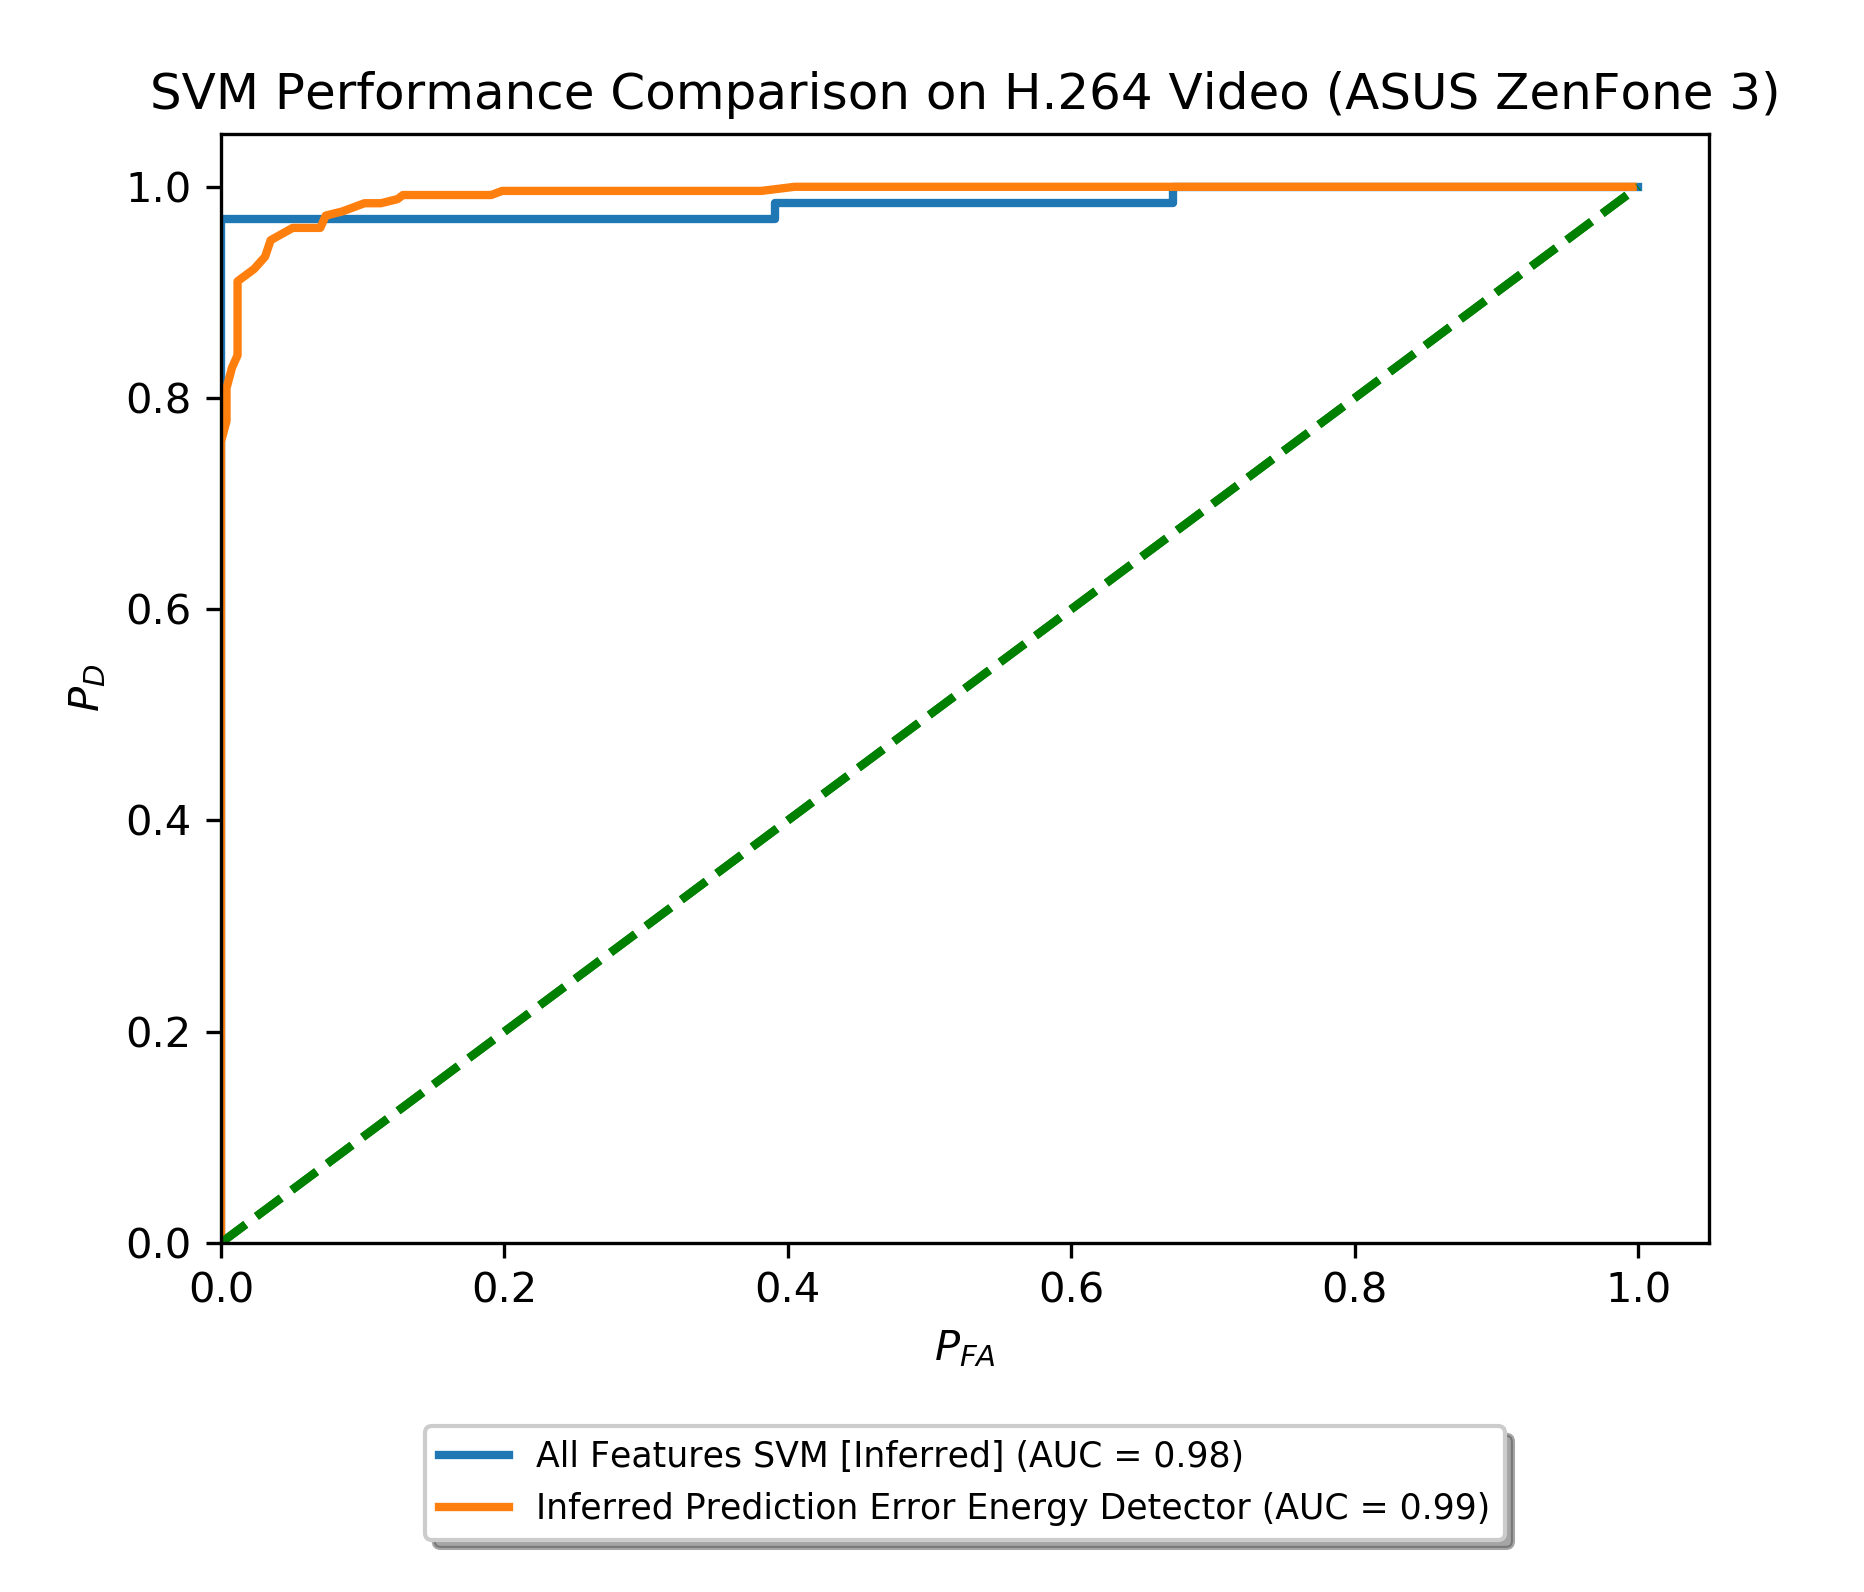 SVM Performance Comparison on H.264 Video (ASUS ZenFone 3)
1.0
0.8
0.6
0.4
0.2
0.0
P_D
0.0 0.2 0.4 0.6 0.8 1.0
P_FA
All Features SVM [Inferred] (AUC = 0.98)
Inferred Prediction Error Energy Detector (AUC = 0.99)